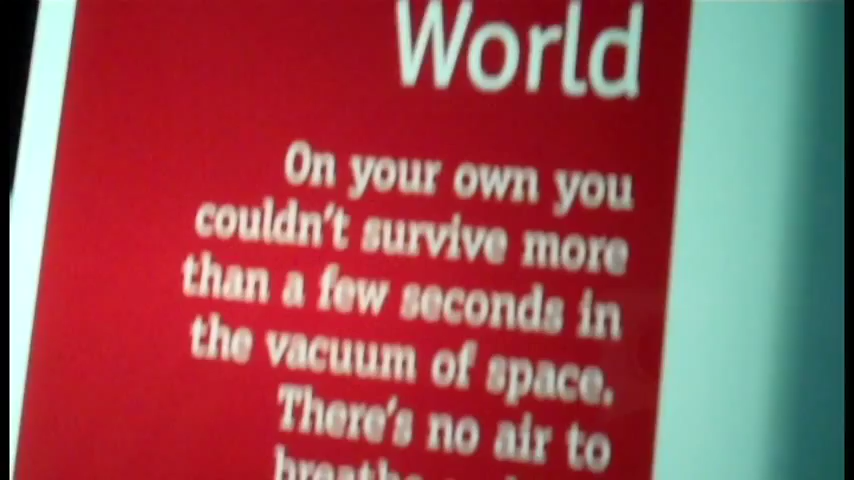 World
On your own you
couldn't survive more
than a few seconds in
the vacuum of space.
There's no air to